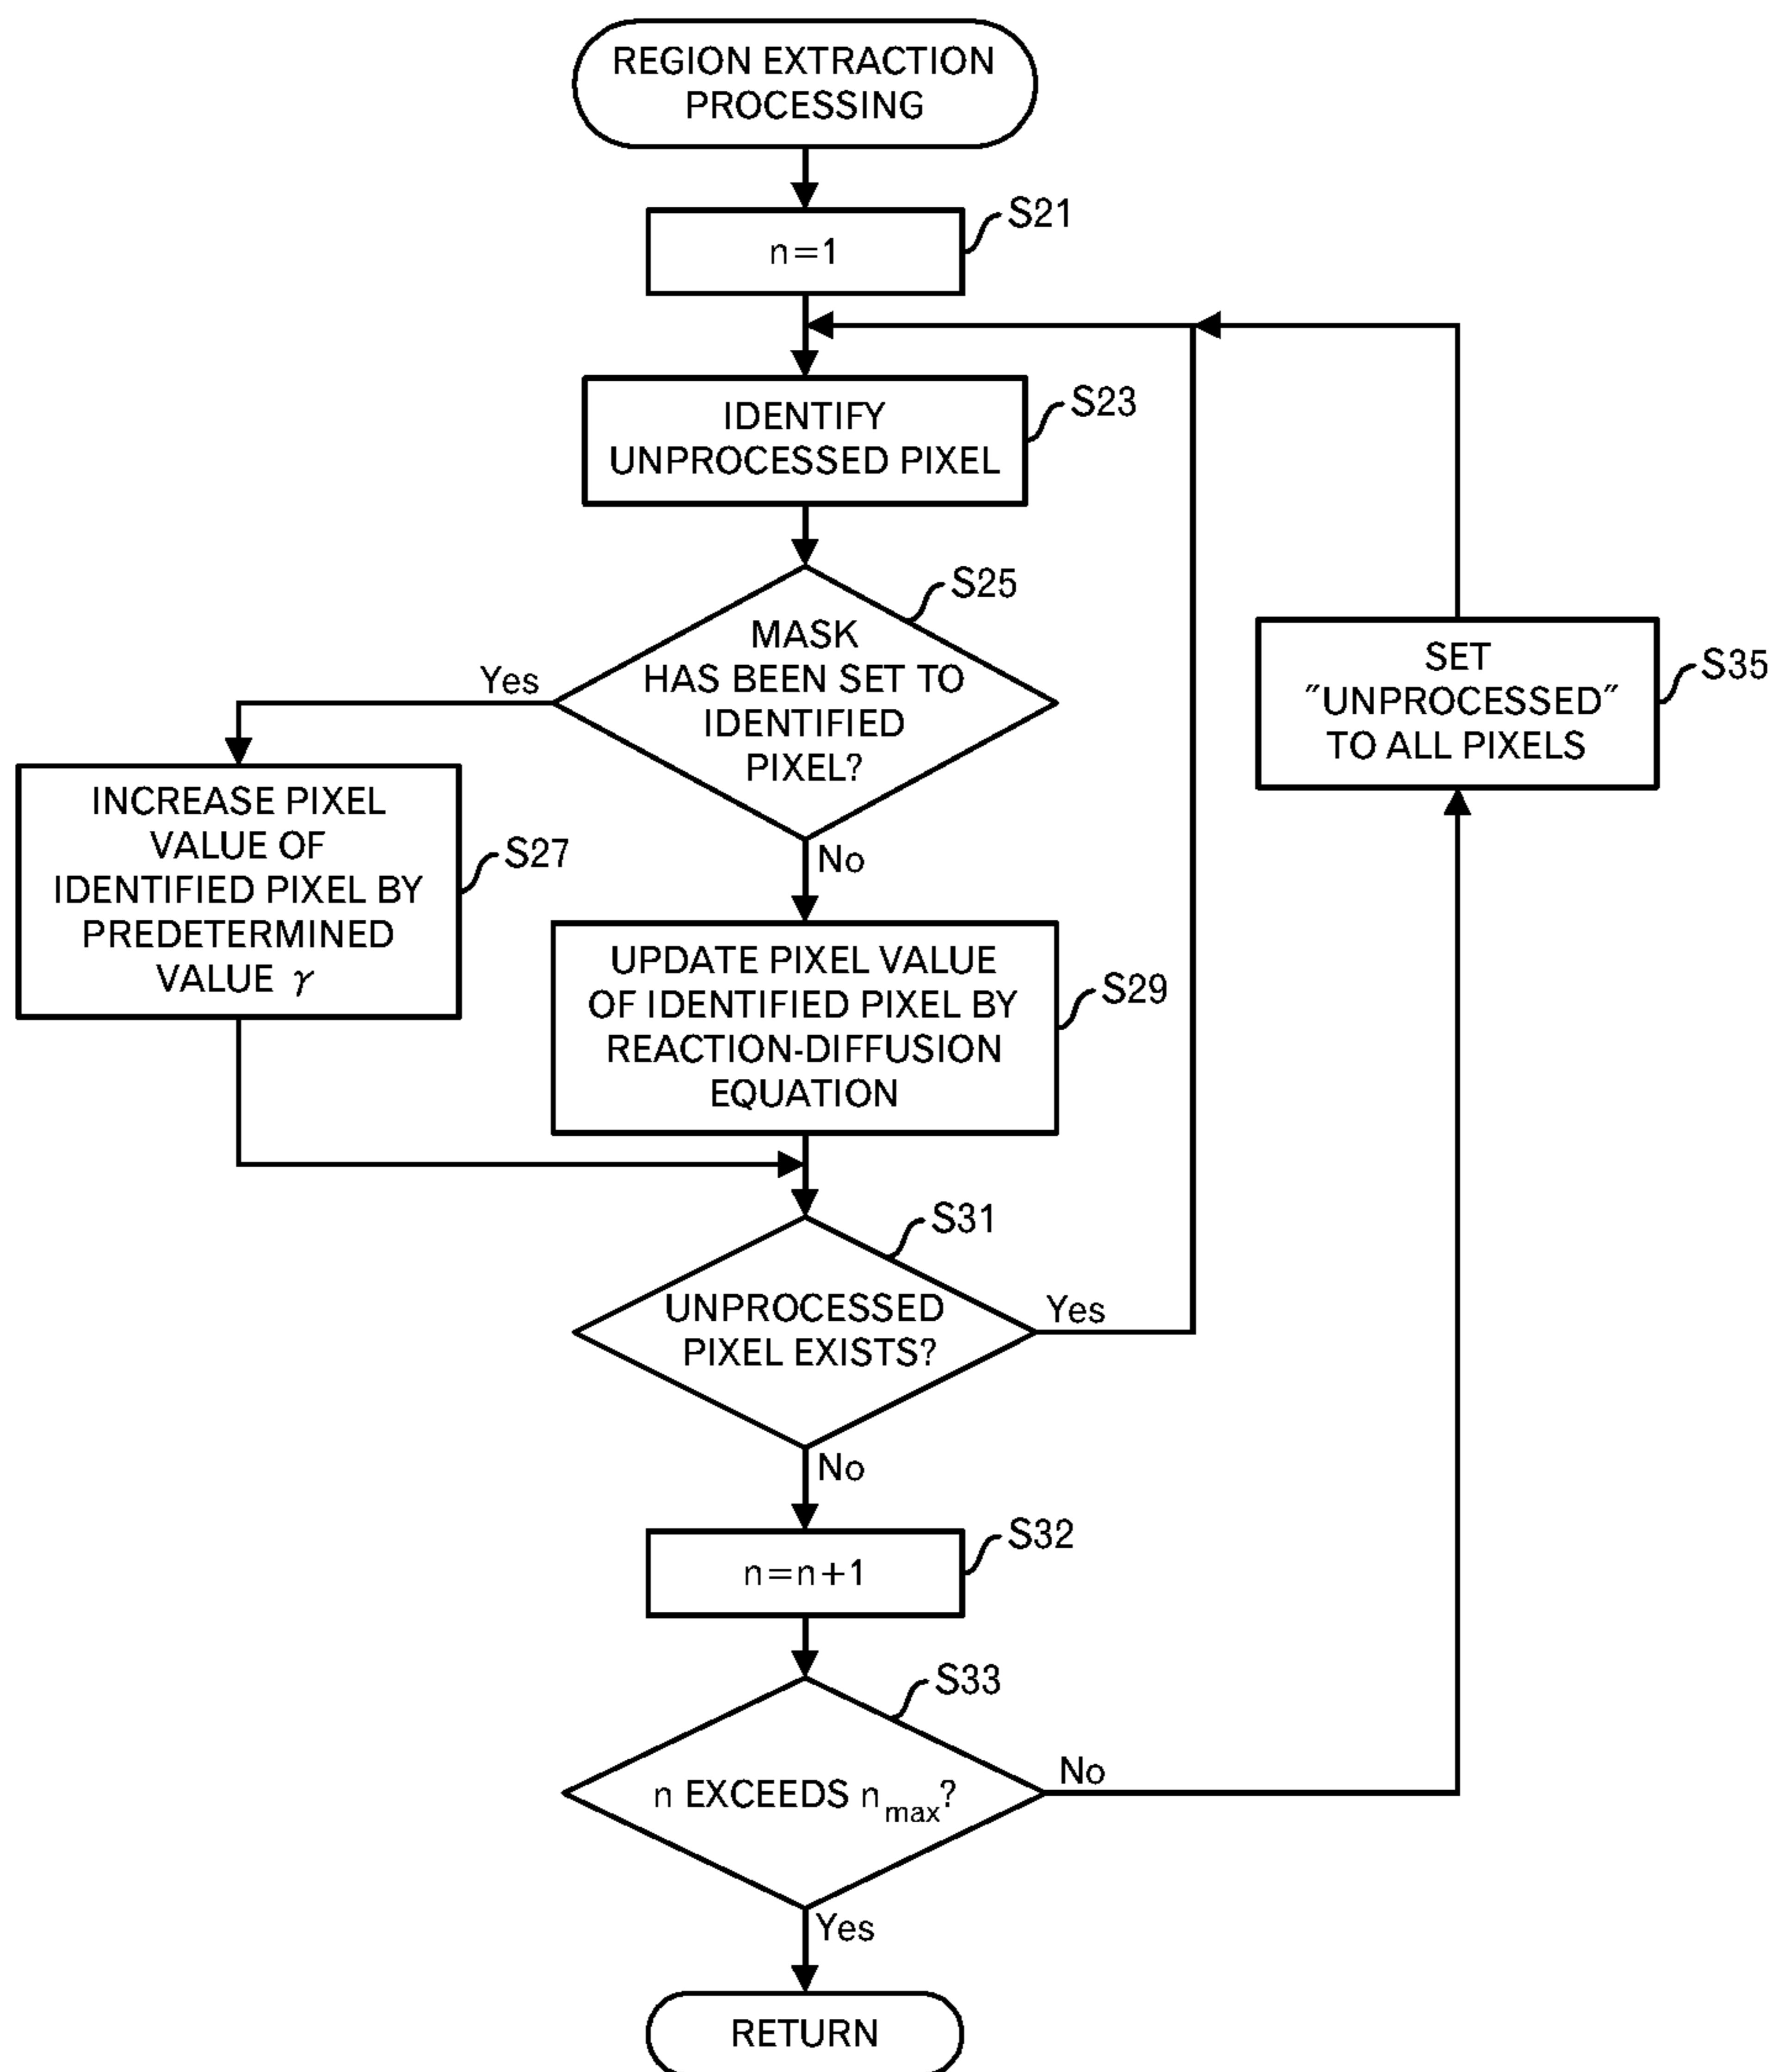 REGION EXTRACTION
PROCESSING
S21
n=1
S23
IDENTIFY
UNPROCESSED PIXEL
S25
MASK
HAS BEEN SET TO
IDENTIFIED
PIXEL?
Yes
No
S35
SET
"UNPROCESSED"
TO ALL PIXELS
S27
INCREASE PIXEL
VALUE OF
IDENTIFIED PIXEL BY
PREDETERMINED
VALUE γ
S29
UPDATE PIXEL VALUE
OF IDENTIFIED PIXEL BY
REACTION-DIFFUSION
EQUATION
S31
UNPROCESSED
PIXEL EXISTS?
Yes
No
S32
n=n+1
S33
n EXCEEDS nmax?
No
Yes
RETURN